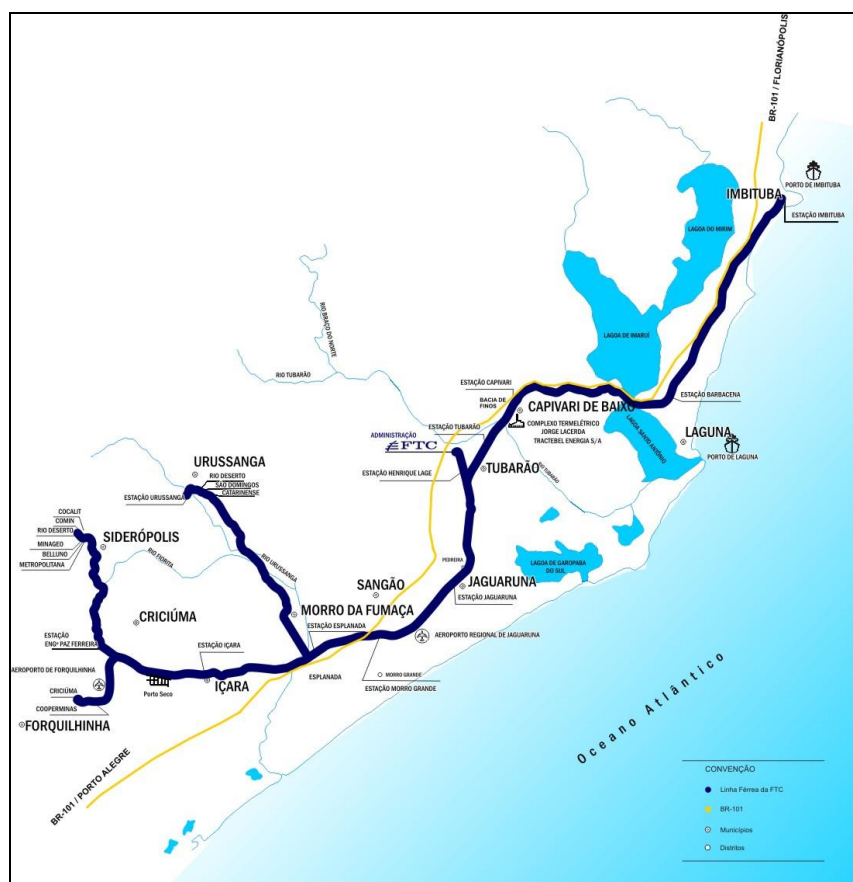 BR-101 / FLORIANÓPOLIS
PORTO DE IMBITUBA
IMBITUBA
ESTAÇÃO IMBITUBA
LAGOA DO MIRIM
RIO BRAÇO DO NORTE
LAGOA DE IMARUÍ
RIO TUBARÃO
ESTAÇÃO CAPIVARI
ESTAÇÃO BARBACENA
BACIA DE
FINOS
CAPIVARI DE BAIXO
COMPLEXO TERMELÉTRICO
JORGE LACERDA
TRACTEBEL ENERGIA S/A
LAGOA SANTO ANTÔNIO
LAGUNA
PORTO DE LAGUNA
ESTAÇÃO TUBARÃO
ADMINISTRAÇÃO
FTC
ESTAÇÃO HENRIQUE LAGE
TUBARÃO
RIO TUBARÃO
URUSSANGA
RIO DESERTO
SAO DOMINGOS
CATARINENSE
ESTAÇÃO URUSSANGA
COCALIT
COMIN
RIO DESERTO
MINAGEO
BELLUNO
METROPOLITANA
SIDERÓPOLIS
RIO FIORITA
RIO URUSSANGA
PEDREIRA
LAGOA DE GAROPABA
DO SUL
SANGÃO
JAGUARUNA
ESTAÇÃO JAGUARUNA
MORRO DA FUMAÇA
CRICIÚMA
ESTAÇÃO ESPLANADA
AEROPORTO REGIONAL DE JAGUARUNA
ESTAÇÃO
ENGº PAZ FERREIRA
ESTAÇÃO IÇARA
AEROPORTO DE FORQUILHINHA
ESPLANADA
MORRO GRANDE
ESTAÇÃO MORRO GRANDE
IÇARA
Porto Seco
CRICIÚMA
COOPERMINAS
FORQUILHINHA
BR-101 / PORTO ALEGRE
Oceano Atlântico
CONVENÇÃO
Linha Férrea da FTC
BR-101
Municípios
Distritos